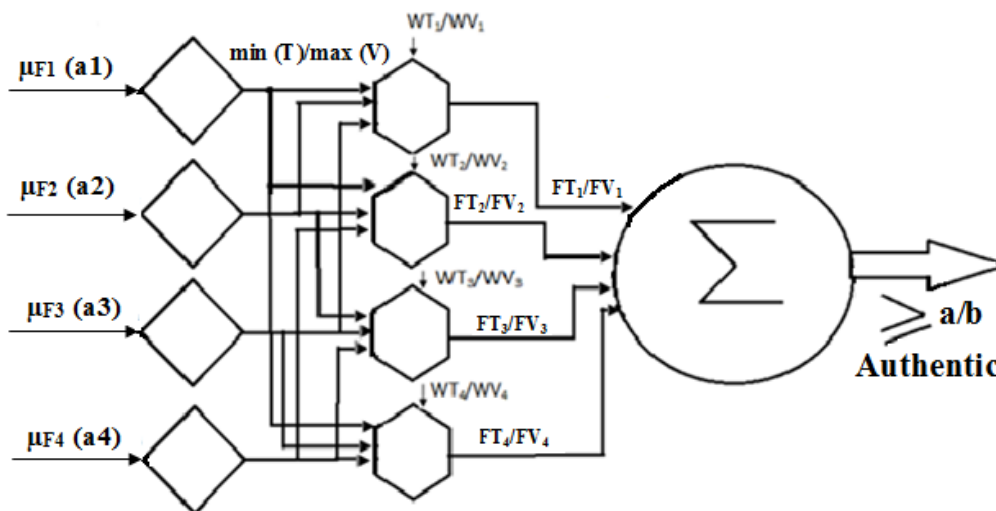 WT₁/WV₁
min (T)/max (V)
μF1 (a1)
WT₂/WV₂
μF2 (a2)
FT₂/FV₂
FT₁/FV₁
Σ
WT₃/WV₃
μF3 (a3)
FT₃/FV₃
⩾ a/b
Authentic
WT₄/WV₄
μF4 (a4)
FT₄/FV₄